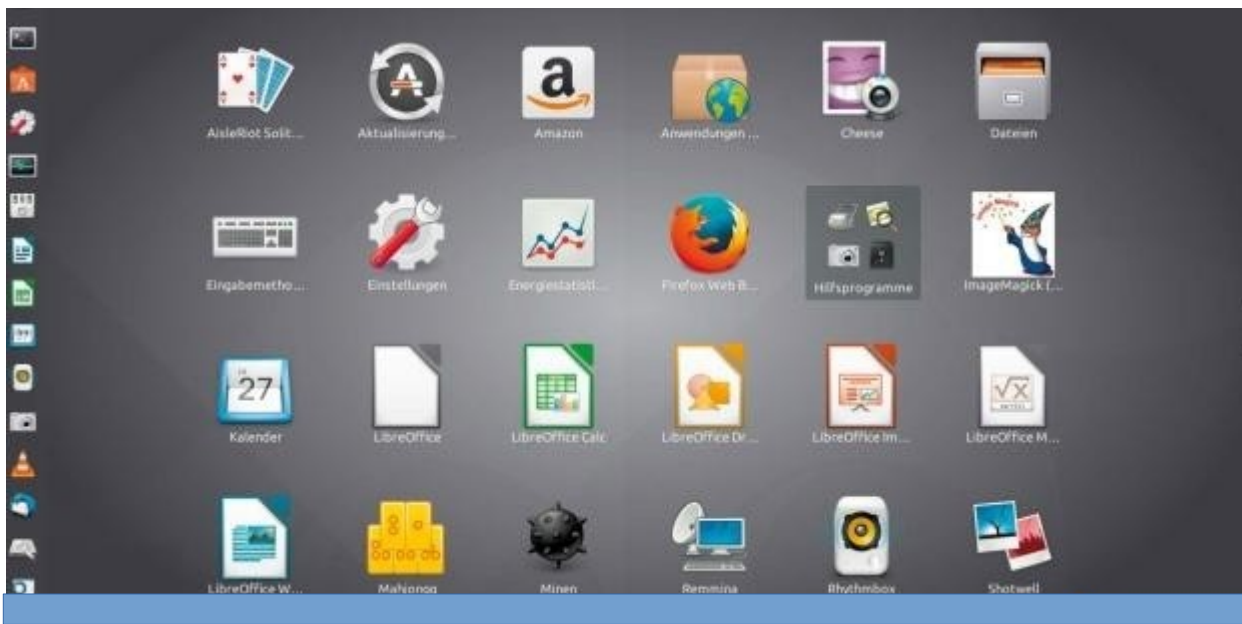 AisleRiot Solit...
Aktualisierung...
Amazon
Anwendungen ...
Cheese
Dateien
Eingabemetho...
Einstellungen
Energiestatisti...
Firefox Web B...
Hilfsprogramme
ImageMagick (...
27
Kalender
LibreOffice
LibreOffice Calc
LibreOffice Dr...
LibreOffice Im...
LibreOffice M...
LibreOffice W...
Mahjongg
Minen
Remmina
Rhythmbox
Shotwell